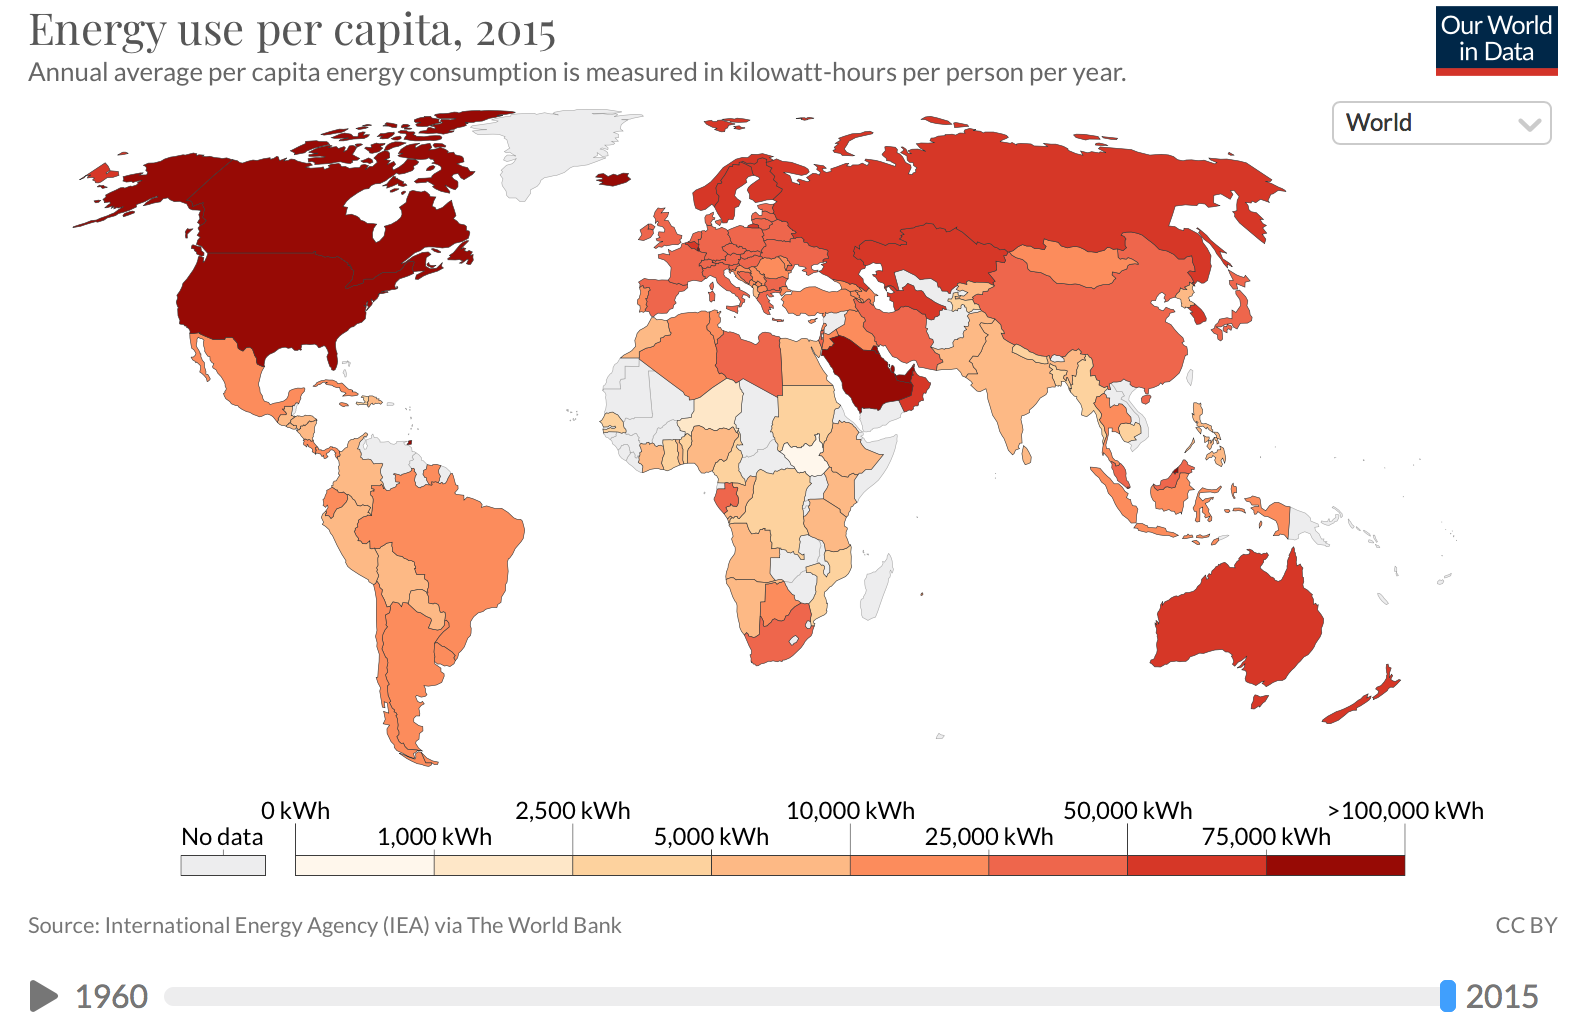 Energy use per capita, 2015
Annual average per capita energy consumption is measured in kilowatt-hours per person per year.
Our World
in Data
World
0 kWh
2,500 kWh
10,000 kWh
50,000 kWh
>100,000 kWh
No data
1,000 kWh
5,000 kWh
25,000 kWh
75,000 kWh
Source: International Energy Agency (IEA) via The World Bank
CC BY
1960
2015